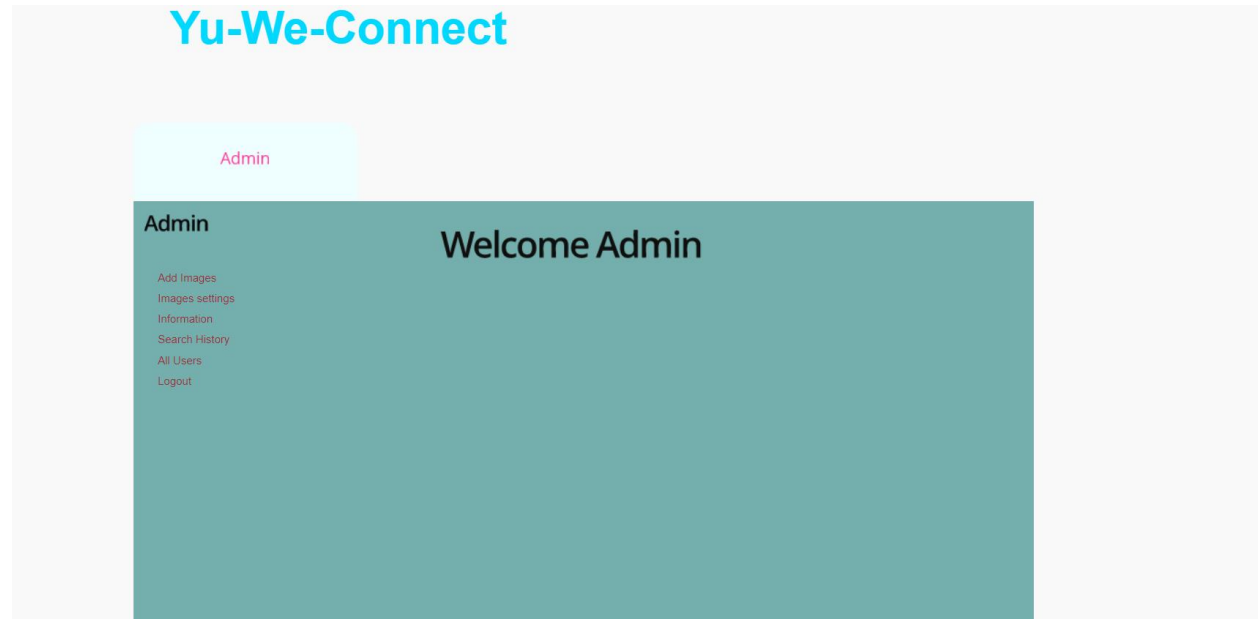 Yu-We-Connect
Admin
Admin
Welcome Admin
Add Images
Images settings
Information
Search History
All Users
Logout